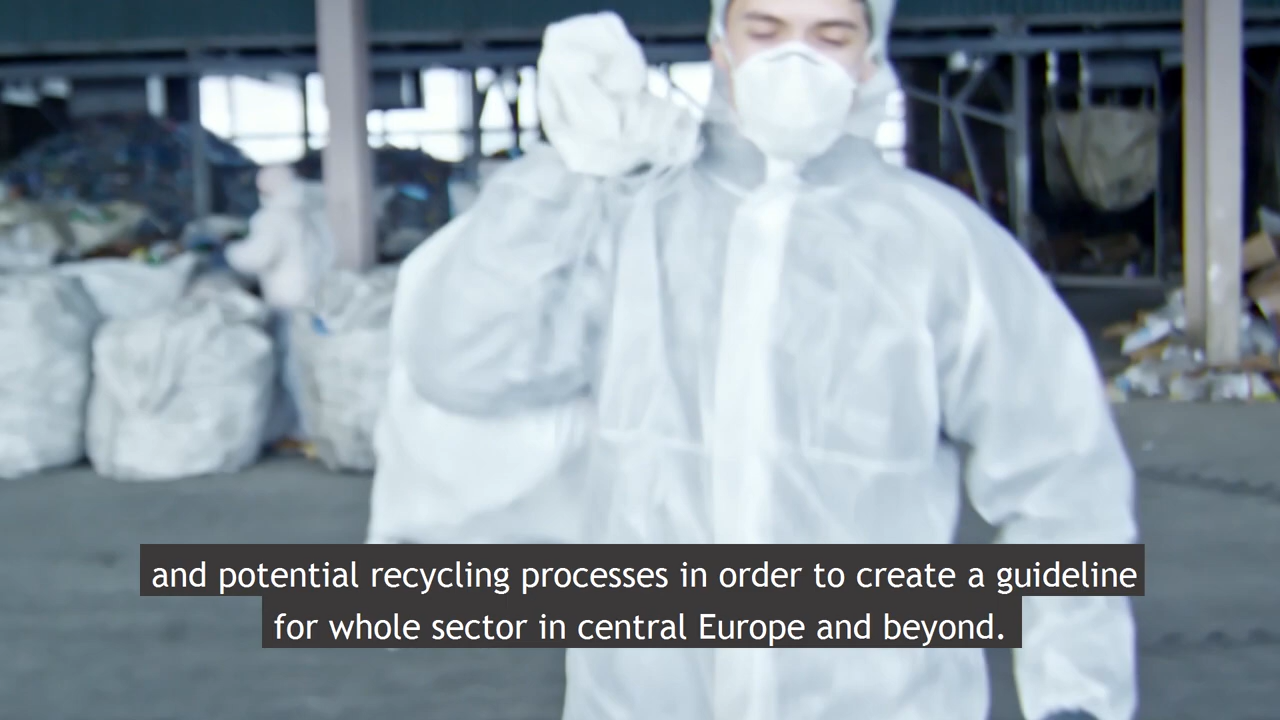 and potential recycling processes in order to create a guideline
for whole sector in central Europe and beyond.